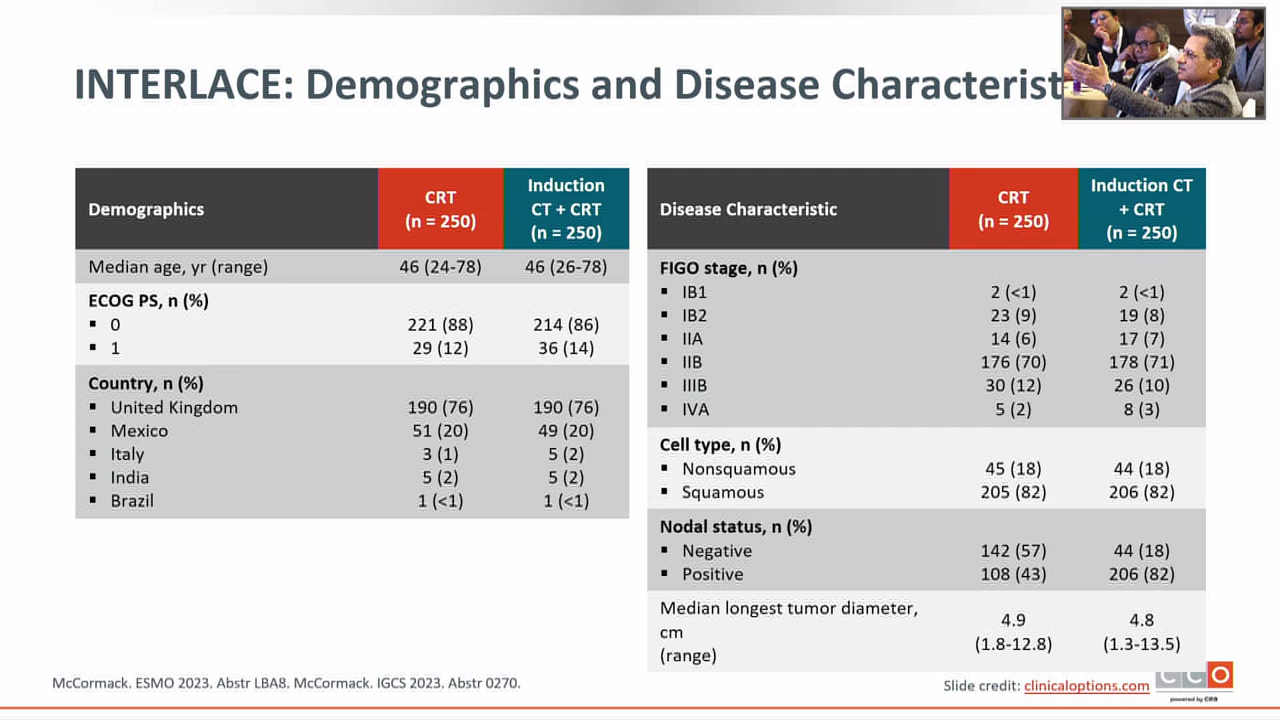 INTERLACE: Demographics and Disease Characterist
Demographics
CRT
(n = 250)
Induction
CT + CRT
(n = 250)
Median age, yr (range) 46 (24-78) 46 (26-78)
ECOG PS, n (%)
▪ 0 221 (88) 214 (86)
▪ 1 29 (12) 36 (14)
Country, n (%)
▪ United Kingdom 190 (76) 190 (76)
▪ Mexico 51 (20) 49 (20)
▪ Italy 3 (1) 5 (2)
▪ India 5 (2) 5 (2)
▪ Brazil 1 (<1) 1 (<1)
Disease Characteristic
CRT
(n = 250)
Induction CT
+ CRT
(n = 250)
FIGO stage, n (%)
▪ IB1 2 (<1) 2 (<1)
▪ IB2 23 (9) 19 (8)
▪ IIA 14 (6) 17 (7)
▪ IIB 176 (70) 178 (71)
▪ IIIB 30 (12) 26 (10)
▪ IVA 5 (2) 8 (3)
Cell type, n (%)
▪ Nonsquamous 45 (18) 44 (18)
▪ Squamous 205 (82) 206 (82)
Nodal status, n (%)
▪ Negative 142 (57) 44 (18)
▪ Positive 108 (43) 206 (82)
Median longest tumor diameter,
cm
(range)
4.9
(1.8-12.8)
4.8
(1.3-13.5)
McCormack. ESMO 2023. Abstr LBA8. McCormack. IGCS 2023. Abstr 0270.
Slide credit: clinicaloptions.com
CCO
powered by cea